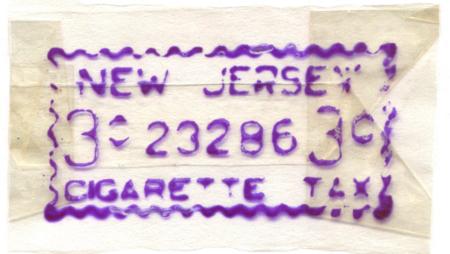 NEW JERSEY
3¢ 23286 3¢
CIGARETTE TAX